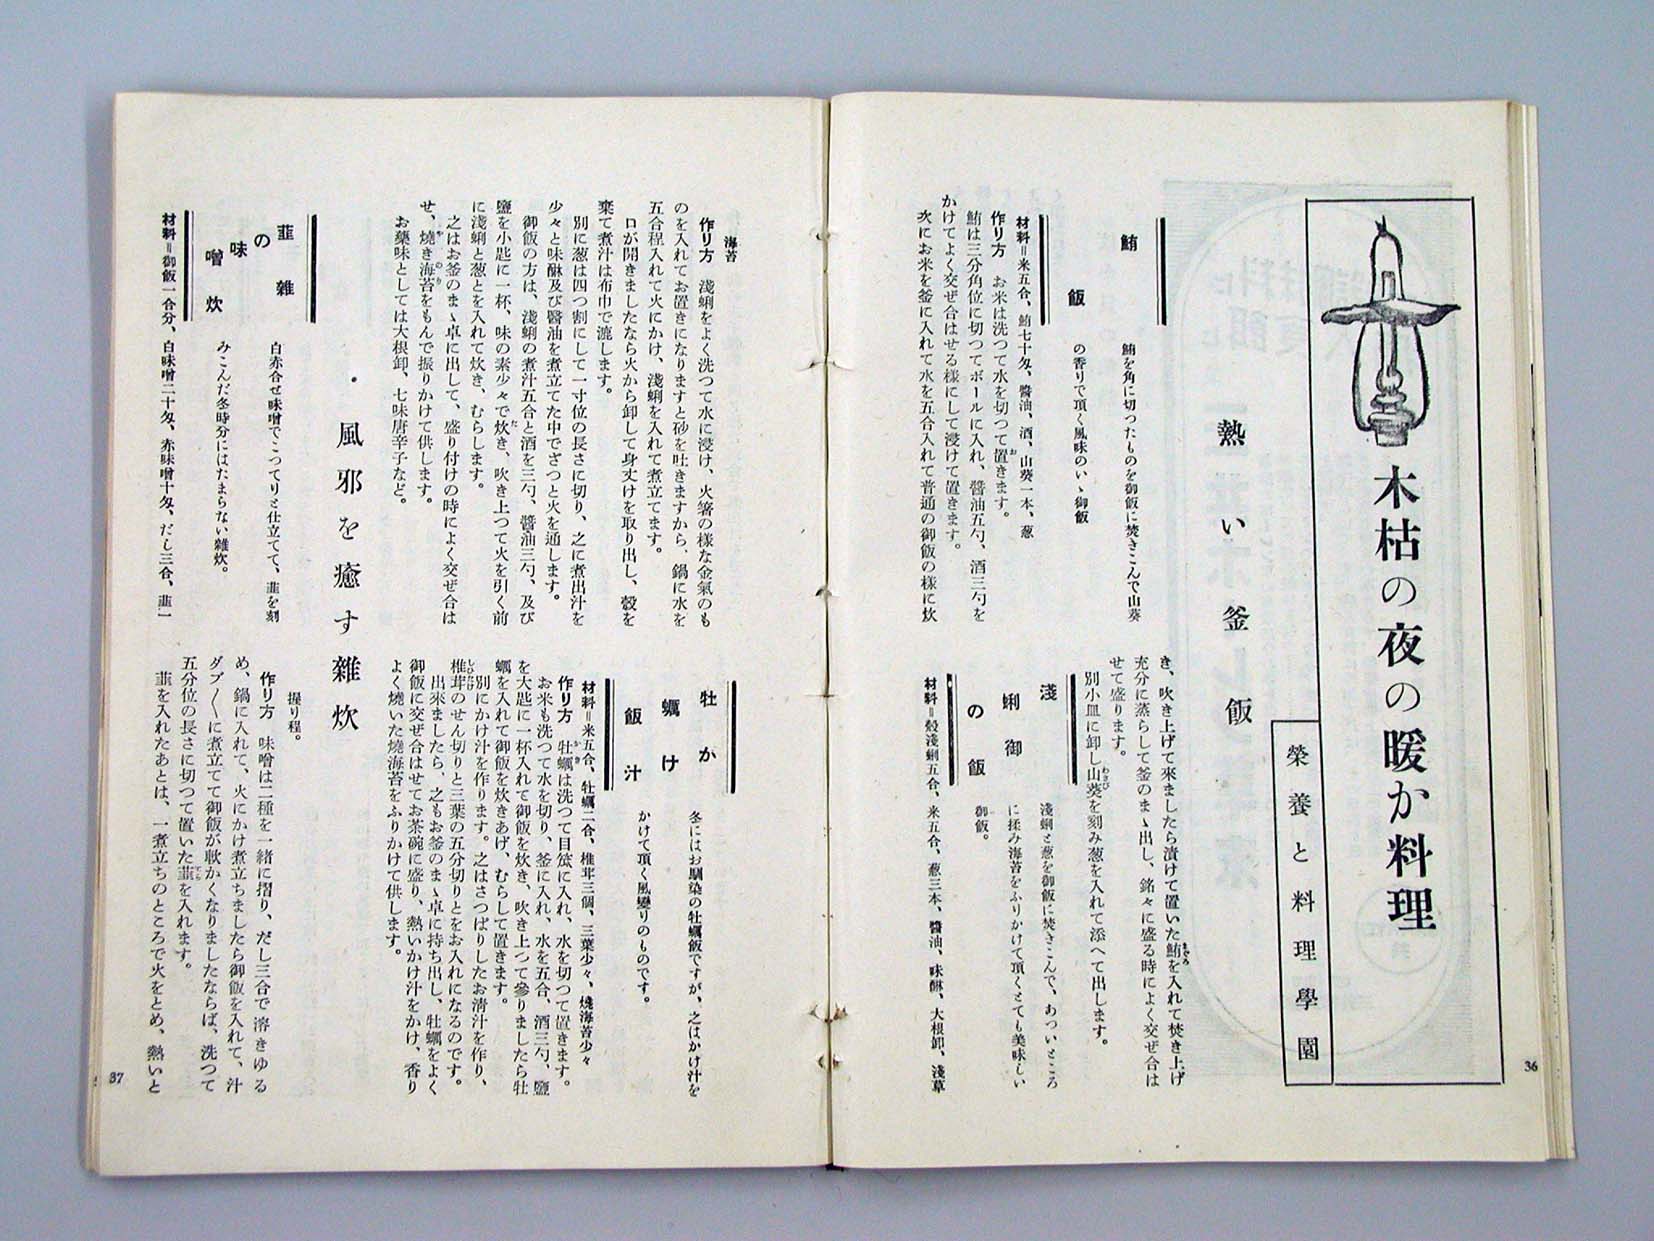 木枯の夜の暖か料理
榮養と料理學園
熱い釜飯
鮪飯
鮪を角に切つたものを御飯に焚きこんで山葵
の香りで頂く風味のいゝ御飯
材料＝米五合、鮪七十匁、醬油、酒、山葵一本、葱
作り方　お米は洗つて水を切つて置きます。
鮪は三分角位に切つてボールに入れ、醬油五勺、酒三勺を
かけてよく交ぜ合はせる樣にして浸けて置きます。
次にお米を釜に入れて水を五合入れて普通の御飯の樣に炊
き、吹き上げて來ましたら漬けて置いた鮪を入れて焚き上げ
充分に蒸らして釜のまゝ出し、銘々に盛る時によく交ぜ合は
せて盛ります。
別小皿に卸し山葵を刻み葱を入れて添へて出します。
淺蜊の御飯
淺蜊と葱を御飯に焚きこんで、あついところ
に揉み海苔をふりかけて頂くとても美味しい
御飯。
材料＝殼淺蜊五合、米五合、葱三本、醬油、味醂、大根卸、淺草
36
海苔
作り方　淺蜊をよく洗つて水に浸け、火箸の樣な金氣のも
のを入れてお置きになりますと砂を吐きますから、鍋に水を
五合程入れて火にかけ、淺蜊を入れて煮立てます。
口が開きましたなら火から卸して身丈けを取り出し、殼を
棄て煮汁は布巾で漉します。
別に葱は四つ割にして一寸位の長さに切り、之に煮出汁を
少々と味醂及び醬油を煮立てた中でざつと火を通します。
御飯の方は、淺蜊の煮汁五合と酒を三勺、醬油三勺、及び
鹽を小匙に一杯、味の素少々で炊き、吹き上つて火を引く前
に淺蜊と葱とを入れて炊き、むらします。
之はお釜のまゝ卓に出して、盛り付けの時によく交ぜ合は
せ、燒き海苔をもんで振りかけて供します。
お藥味としては大根卸、七味唐辛子など。
牡蠣飯かけ汁
冬にはお馴染の牡蠣飯ですが、之はかけ汁を
かけて頂く風變りのものです。
材料＝米五合、牡蠣二合、椎茸三個、三葉少々、燒海苔少々
作り方　牡蠣は洗つて目笊に入れ、水を切つて置きます。
お米も洗つて水を切り、釜に入れ、水を五合、酒三勺、鹽
を大匙に一杯入れて御飯を炊き、吹き上つて參りましたら牡
蠣を入れて御飯を炊きあげ、むらして置きます。
別にかけ汁を作ります。之はさつぱりしたお淸汁を作り、
椎茸のせん切りと三葉の五分切りとをお入れになるのです。
出來ましたら、之もお釜のまゝ卓に持ち出し、牡蠣をよく
御飯に交ぜ合はせてお茶碗に盛り、熱いかけ汁をかけ、香り
よく燒いた燒海苔をふりかけて供します。
風邪を癒す雜炊
韮の味噌雜炊
白赤合せ味噌でこつてりと仕立てて、韮を刻
みこんだ冬時分にはたまらない雜炊。
材料＝御飯一合分、白味噌二十匁、赤味噌十匁、だし三合、韮一
握り程。
作り方　味噌は二種を一緖に摺り、だし三合で溶きゆる
め、鍋に入れて、火にかけ煮立ちましたら御飯を入れて、汁
ダブ〱に煮立てて御飯が軟かくなりましたならば、洗つて
五分位の長さに切つて置いた韮を入れます。
韮を入れたあとは、一煮立ちのところで火をとめ、熱いと
37